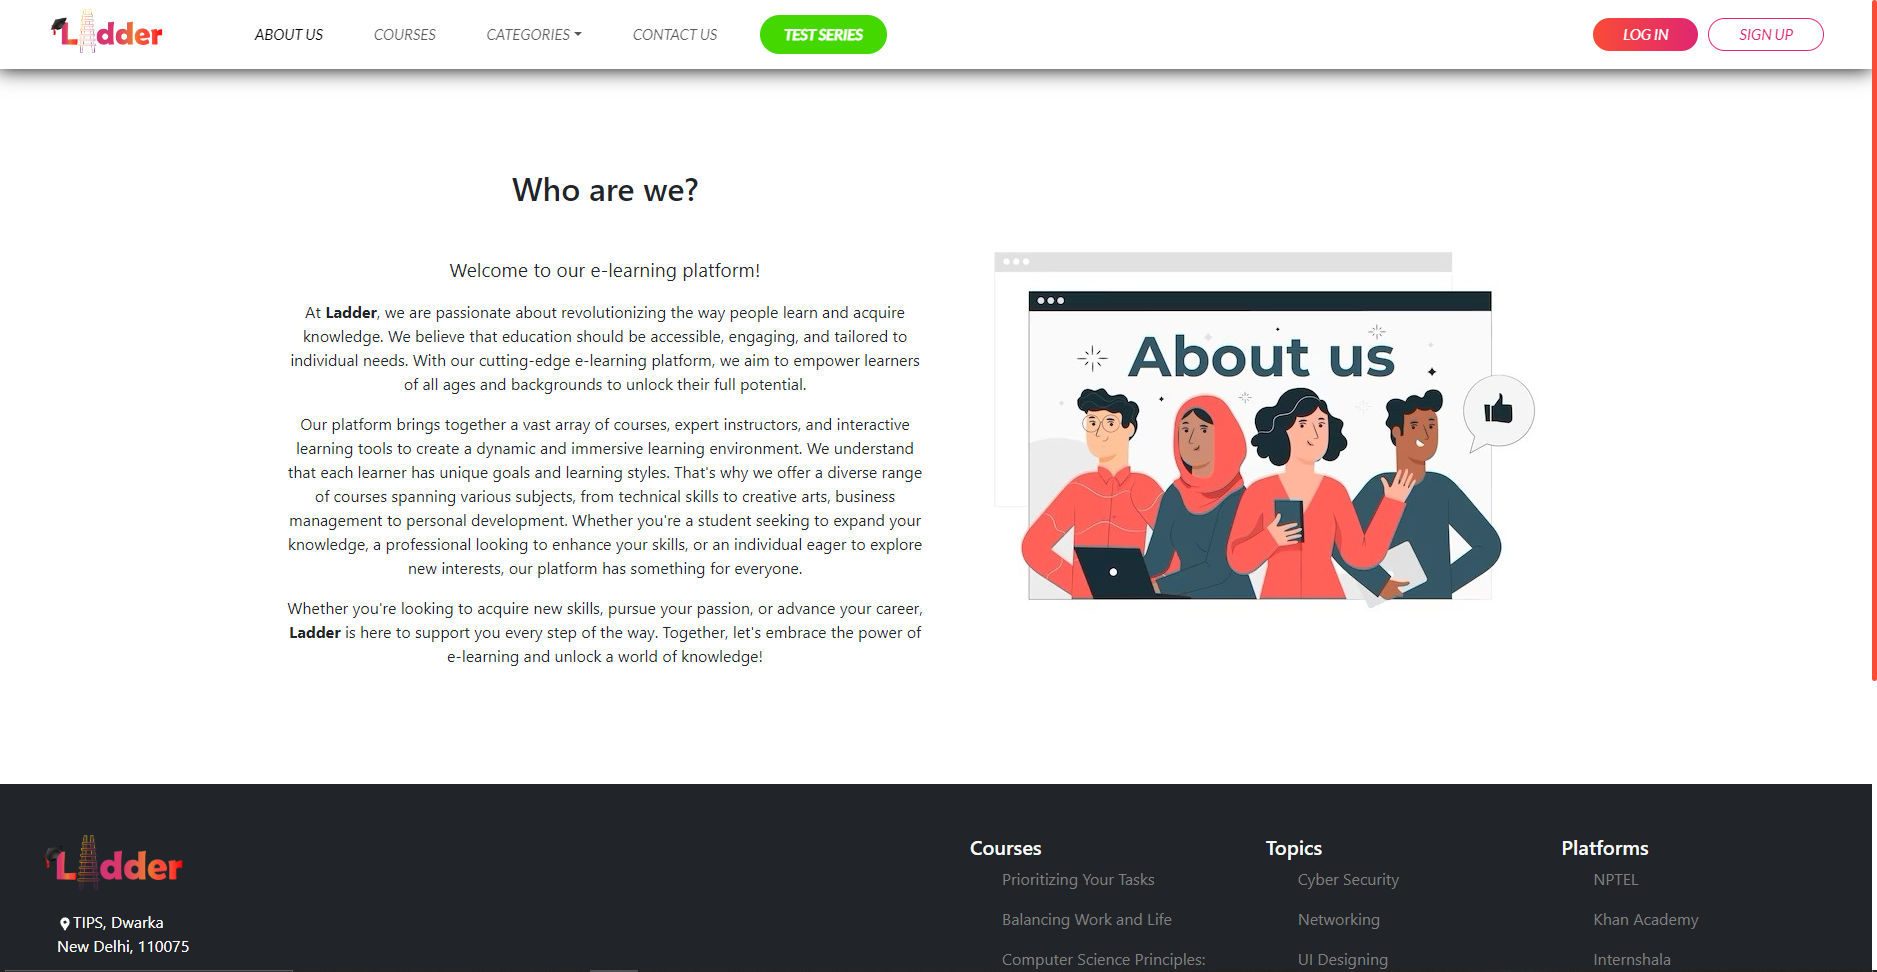 Ladder
ABOUT US
COURSES
CATEGORIES
CONTACT US
TEST SERIES
LOG IN
SIGN UP
Who are we?
Welcome to our e-learning platform!
At Ladder, we are passionate about revolutionizing the way people learn and acquire
knowledge. We believe that education should be accessible, engaging, and tailored to
individual needs. With our cutting-edge e-learning platform, we aim to empower learners
of all ages and backgrounds to unlock their full potential.
Our platform brings together a vast array of courses, expert instructors, and interactive
learning tools to create a dynamic and immersive learning environment. We understand
that each learner has unique goals and learning styles. That's why we offer a diverse range
of courses spanning various subjects, from technical skills to creative arts, business
management to personal development. Whether you're a student seeking to expand your
knowledge, a professional looking to enhance your skills, or an individual eager to explore
new interests, our platform has something for everyone.
Whether you're looking to acquire new skills, pursue your passion, or advance your career,
Ladder is here to support you every step of the way. Together, let's embrace the power of
e-learning and unlock a world of knowledge!
About us
Ladder
TIPS, Dwarka
New Delhi, 110075
Courses
Prioritizing Your Tasks
Balancing Work and Life
Computer Science Principles:
Topics
Cyber Security
Networking
UI Designing
Platforms
NPTEL
Khan Academy
Internshala